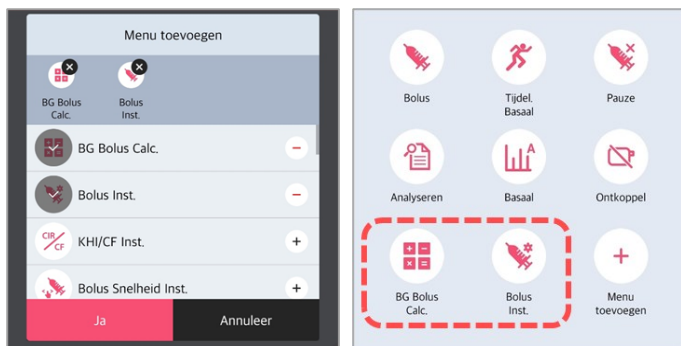 Menu toevoegen
BG Bolus
Calc.
Bolus
Inst.
BG Bolus Calc.
Bolus Inst.
CIR/CF
KHI/CF Inst.
Bolus Snelheid Inst.
Ja
Annuleer
Bolus
Tijdel.
Basaal
Pauze
Analyseren
A
Basaal
Ontkoppel
BG Bolus
Calc.
Bolus
Inst.
Menu
toevoegen